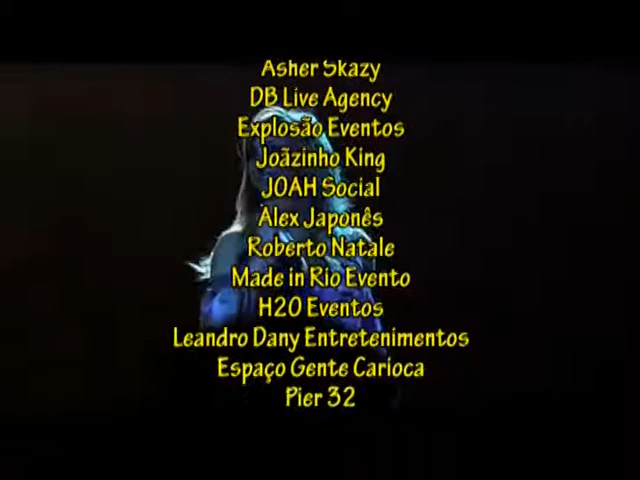 Asher Skazy
DB Live Agency
Explosão Eventos
Joãzinho King
JOAH Social
Alex Japonês
Roberto Natale
Made in Rio Evento
H2O Eventos
Leandro Dany Entretenimentos
Espaço Gente Carioca
Pier 32